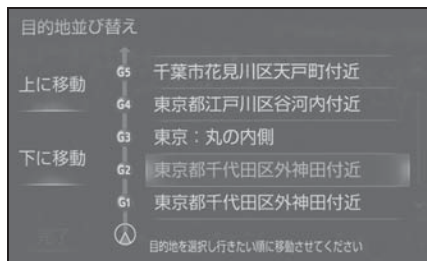 目的地並び替え
上に移動
下に移動
G5 千葉市花見川区天戸町付近
G4 東京都江戸川区谷河内付近
G3 東京：丸の内側
G2 東京都千代田区外神田付近
G1 東京都千代田区外神田付近
完了
目的地を選択し行きたい順に移動させてください